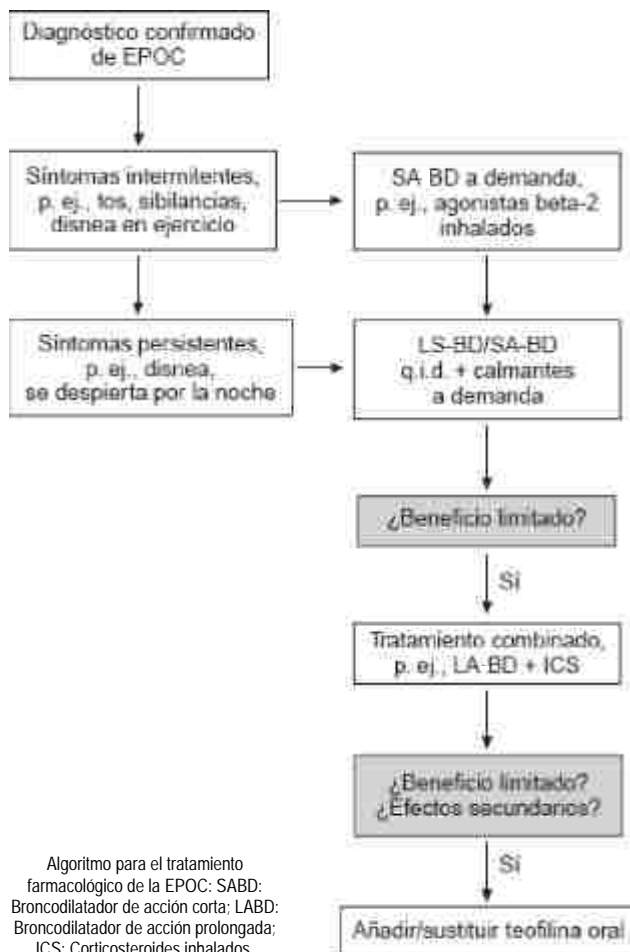 Diagnóstico confirmado
de EPOC
Síntomas intermitentes,
p. ej., tos, sibilancias,
disnea en ejercicio
SA BD a demanda,
p. ej., agonistas beta-2
inhalados
Síntomas persistentes,
p. ej., disnea,
se despierta por la noche
LS-BD/SA-BD
q.i.d. + calmantes
a demanda
¿Beneficio limitado?
Sí
Tratamiento combinado,
p. ej., LA BD + ICS
¿Beneficio limitado?
¿Efectos secundarios?
Sí
Añadir/sustituir teofilina oral
Algoritmo para el tratamiento
farmacológico de la EPOC: SABD:
Broncodilatador de acción corta; LABD:
Broncodilatador de acción prolongada;
ICS: Corticosteroides inhalados